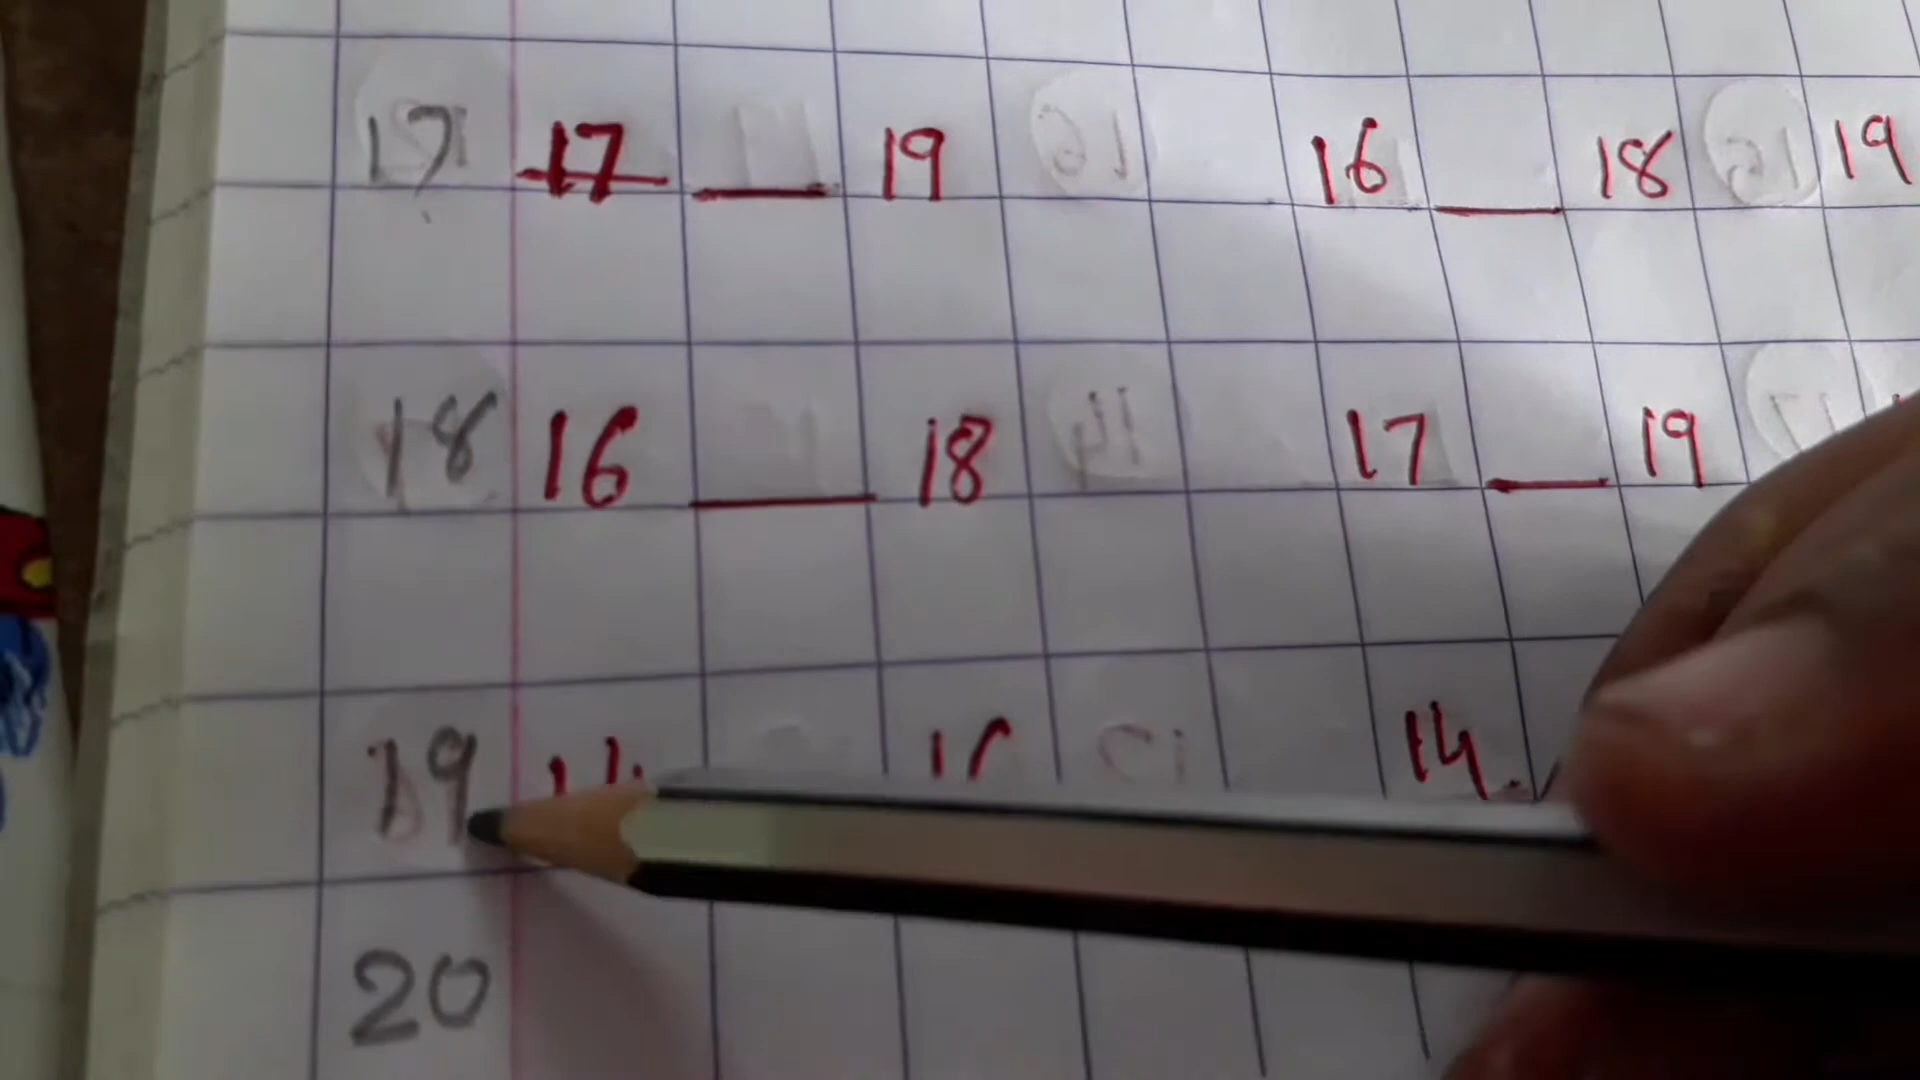 17 17 __ 19 16 __ 18 19
18 16 __ 18 17 __ 19
19 14
20